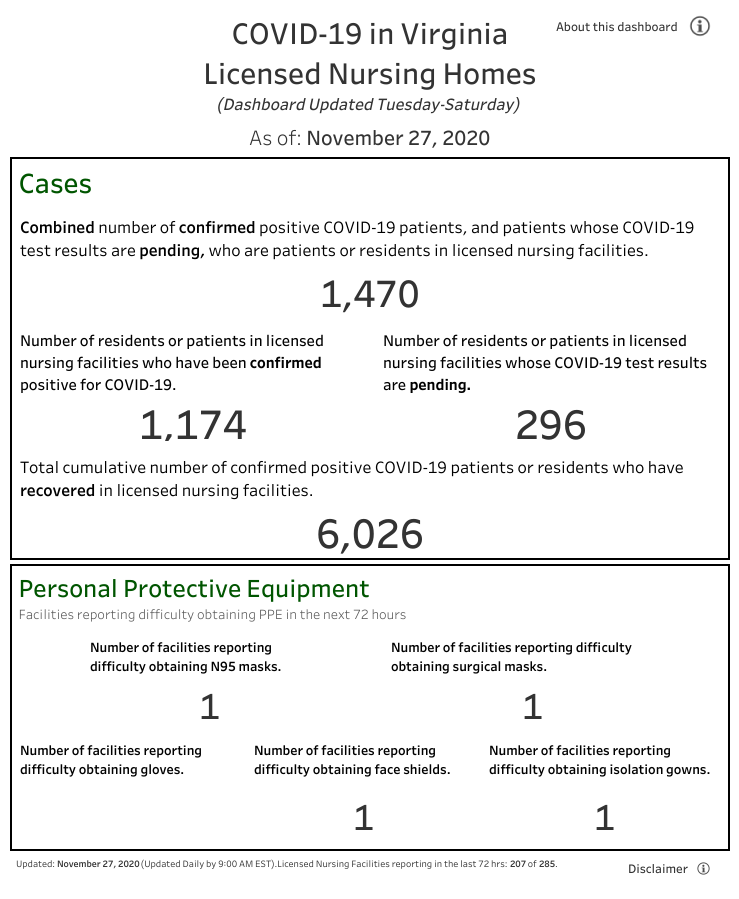 COVID-19 in Virginia
Licensed Nursing Homes
About this dashboard
(Dashboard Updated Tuesday-Saturday)
As of: November 27, 2020
Cases
Combined number of confirmed positive COVID-19 patients, and patients whose COVID-19
test results are pending, who are patients or residents in licensed nursing facilities.
1,470
Number of residents or patients in licensed
nursing facilities who have been confirmed
positive for COVID-19.
1,174
Number of residents or patients in licensed
nursing facilities whose COVID-19 test results
are pending.
296
Total cumulative number of confirmed positive COVID-19 patients or residents who have
recovered in licensed nursing facilities.
6,026
Personal Protective Equipment
Facilities reporting difficulty obtaining PPE in the next 72 hours
Number of facilities reporting
difficulty obtaining N95 masks.
1
Number of facilities reporting difficulty
obtaining surgical masks.
1
Number of facilities reporting
difficulty obtaining gloves.
Number of facilities reporting
difficulty obtaining face shields.
1
Number of facilities reporting
difficulty obtaining isolation gowns.
1
Updated: November 27, 2020 (Updated Daily by 9:00 AM EST).Licensed Nursing Facilities reporting in the last 72 hrs: 207 of 285.
Disclaimer